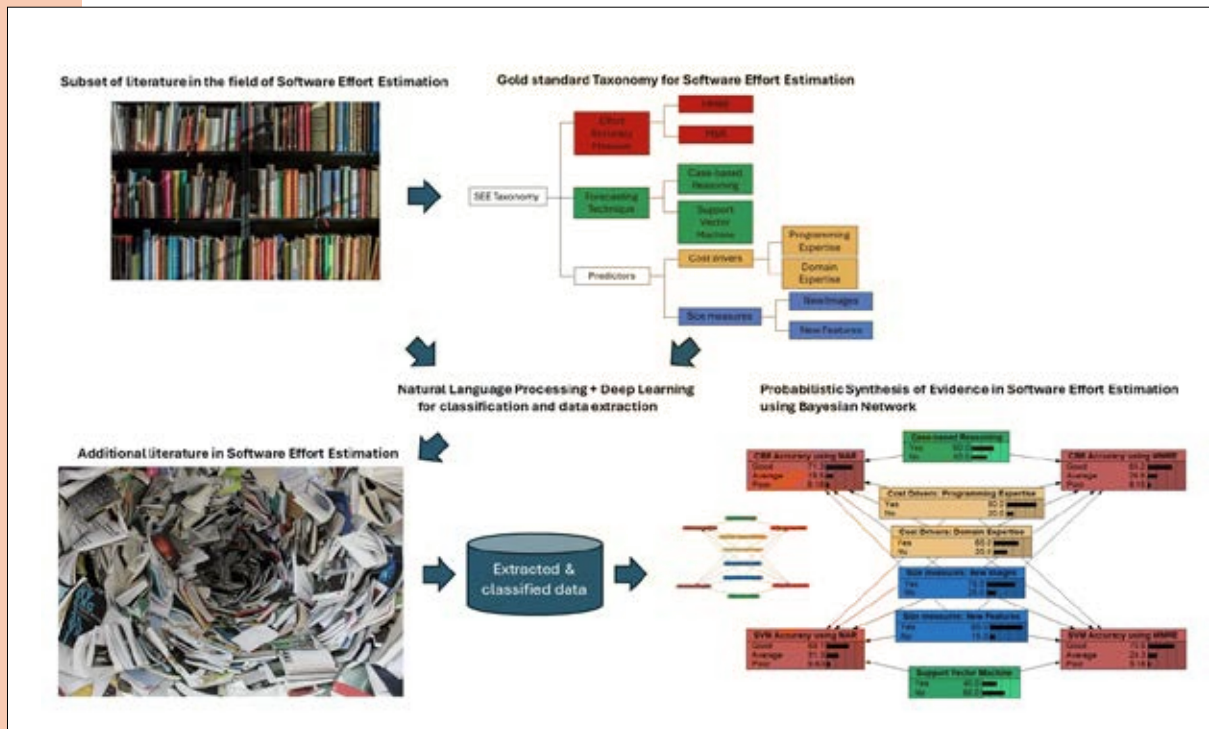 Subset of literature in the field of Software Effort Estimation
Gold standard Taxonomy for Software Effort Estimation
SEE Taxonomy
Effort
Accuracy
Measure
Forecasting
Technique
Case-based
Reasoning
Support
Vector
Machine
Predictors
Cost drivers
Programming
Expertise
Domain
Expertise
Size measures
New Images
New Features
Natural Language Processing + Deep Learning
for classification and data extraction
Additional literature in Software Effort Estimation
Extracted &
classified data
Probabilistic Synthesis of Evidence in Software Effort Estimation
using Bayesian Network
Case-based Reasoning
Yes
No
CBR Accuracy using MAR
Good
Average
Poor
CBR Accuracy using MMRE
Good
Average
Poor
Cost Drivers: Programming Expertise
Yes
No
Cost Drivers: Domain Expertise
Yes
No
Size measures: New Images
Yes
No
Size measures: New Features
Yes
No
SVM Accuracy using MAR
Good
Average
Poor
SVM Accuracy using MMRE
Good
Average
Poor
Support Vector Machine
Yes
No